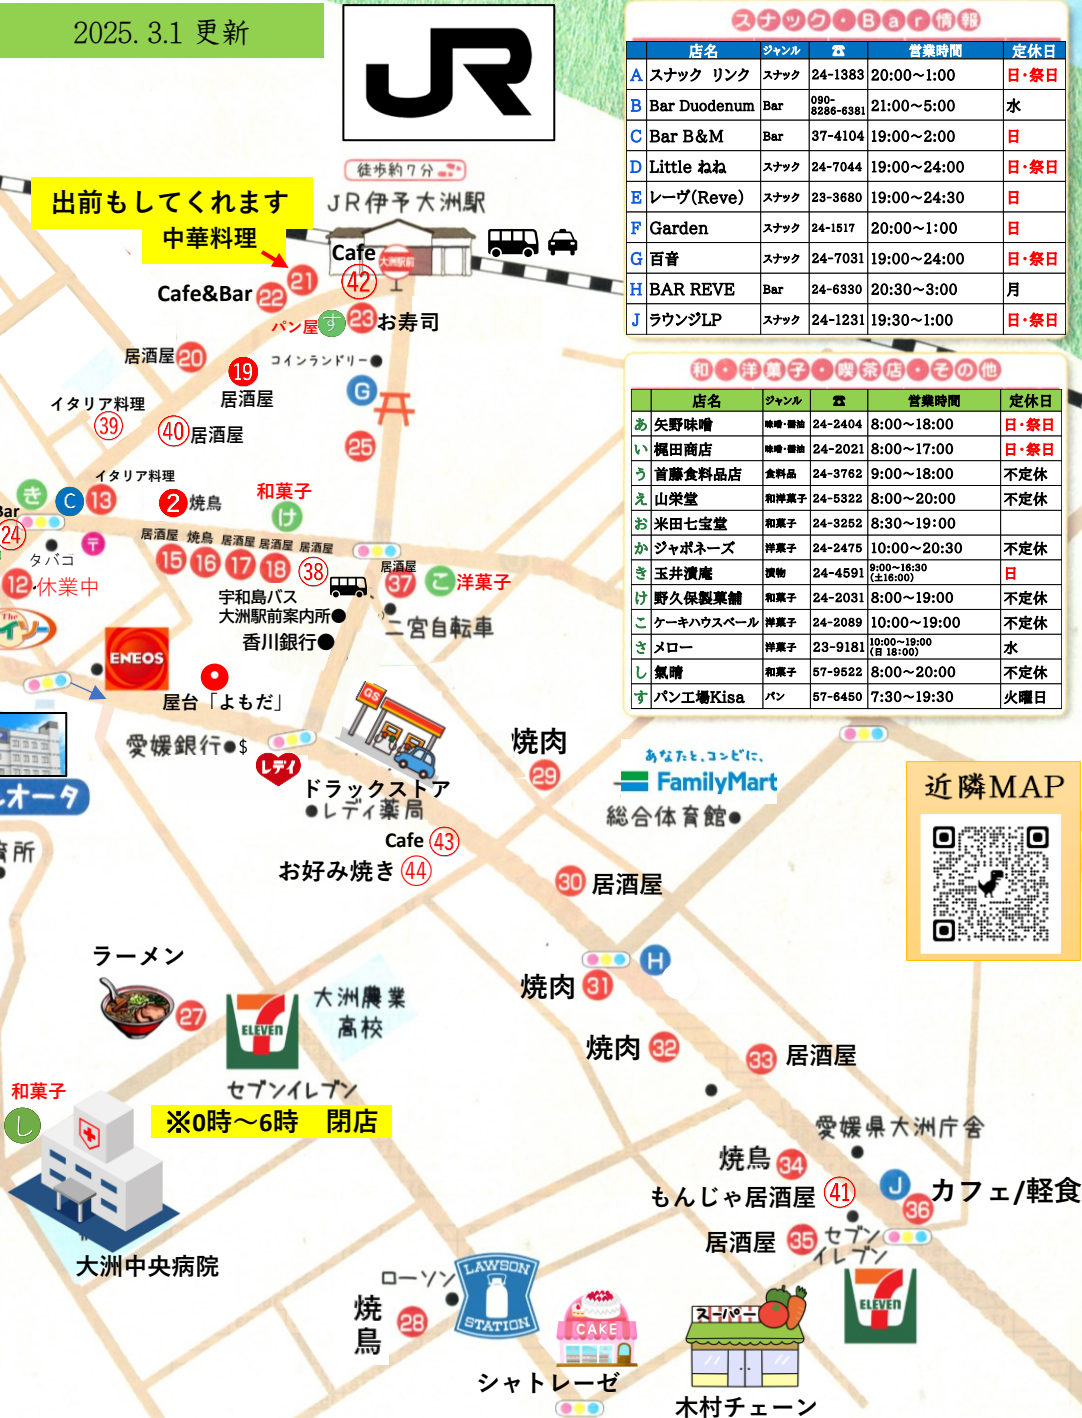 2025.3.1 更新
JR
徒歩約7分
JR伊予大洲駅
大洲駅前
出前もしてくれます
中華料理
Cafe
42
21
Cafe&Bar
22
パン屋
す
23
お寿司
居酒屋
20
19
居酒屋
コインランドリー
G
イタリア料理
39
40
居酒屋
25
イタリア料理
き
C
13
2
焼鳥
和菓子
け
Bar
24
タバコ
〒
居酒屋
焼鳥
居酒屋
居酒屋
居酒屋
15
16
17
18
38
居酒屋
37
こ
洋菓子
12
休業中
宇和島バス
大洲駅前案内所
香川銀行
二宮自転車
The
イソー
ENEOS
屋台「よもだ」
愛媛銀行
$
レディ
GS
ドラックストア
レディ薬局
焼肉
29
あなたと、コンビに、
FamilyMart
総合体育館
オータ
育所
Cafe
43
お好み焼き
44
30
居酒屋
ラーメン
27
7
ELEVEN
セブンイレブン
大洲農業
高校
※0時～6時 閉店
焼肉
31
H
焼肉
32
33
居酒屋
和菓子
し
大洲中央病院
愛媛県大洲庁舎
焼鳥
34
もんじゃ居酒屋
41
J
36
カフェ/軽食
居酒屋
35
セブン
イレブン
7
ELEVEN
ローソン
LAWSON
STATION
焼鳥
28
CAKE
シャトレーゼ
スーパー
木村チェーン
スナック・Bar情報
店名 ジャンル ☎ 営業時間 定休日
A スナック リンク スナック 24-1383 20:00～1:00 日・祭日
B Bar Duodenum Bar 090-8286-6381 21:00～5:00 水
C Bar B&M Bar 37-4104 19:00～2:00 日
D Little ねね スナック 24-7044 19:00～24:00 日・祭日
E レーヴ(Reve) スナック 23-3680 19:00～24:30 日
F Garden スナック 24-1517 20:00～1:00 日
G 百音 スナック 24-7031 19:00～24:00 日・祭日
H BAR REVE Bar 24-6330 20:30～3:00 月
J ラウンジLP スナック 24-1231 19:30～1:00 日・祭日
和・洋菓子・喫茶店・その他
店名 ジャンル ☎ 営業時間 定休日
あ 矢野味噌 味噌・醤油 24-2404 8:00～18:00 日・祭日
い 梶田商店 味噌・醤油 24-2021 8:00～17:00 日・祭日
う 首藤食料品店 食料品 24-3762 9:00～18:00 不定休
え 山栄堂 和洋菓子 24-5322 8:00～20:00 不定休
お 米田七宝堂 和菓子 24-3252 8:30～19:00
か ジャポネーズ 洋菓子 24-2475 10:00～20:30 不定休
き 玉井漬庵 漬物 24-4591 9:00～16:30 (土16:00) 日
け 野久保製菓舗 和菓子 24-2031 8:00～19:00 不定休
こ ケーキハウスベール 洋菓子 24-2089 10:00～19:00 不定休
さ メロー 洋菓子 23-9181 10:00～19:00 (日 18:00) 水
し 氣晴 和菓子 57-9522 8:00～20:00 不定休
す パン工場Kisa パン 57-6450 7:30～19:30 火曜日
近隣MAP